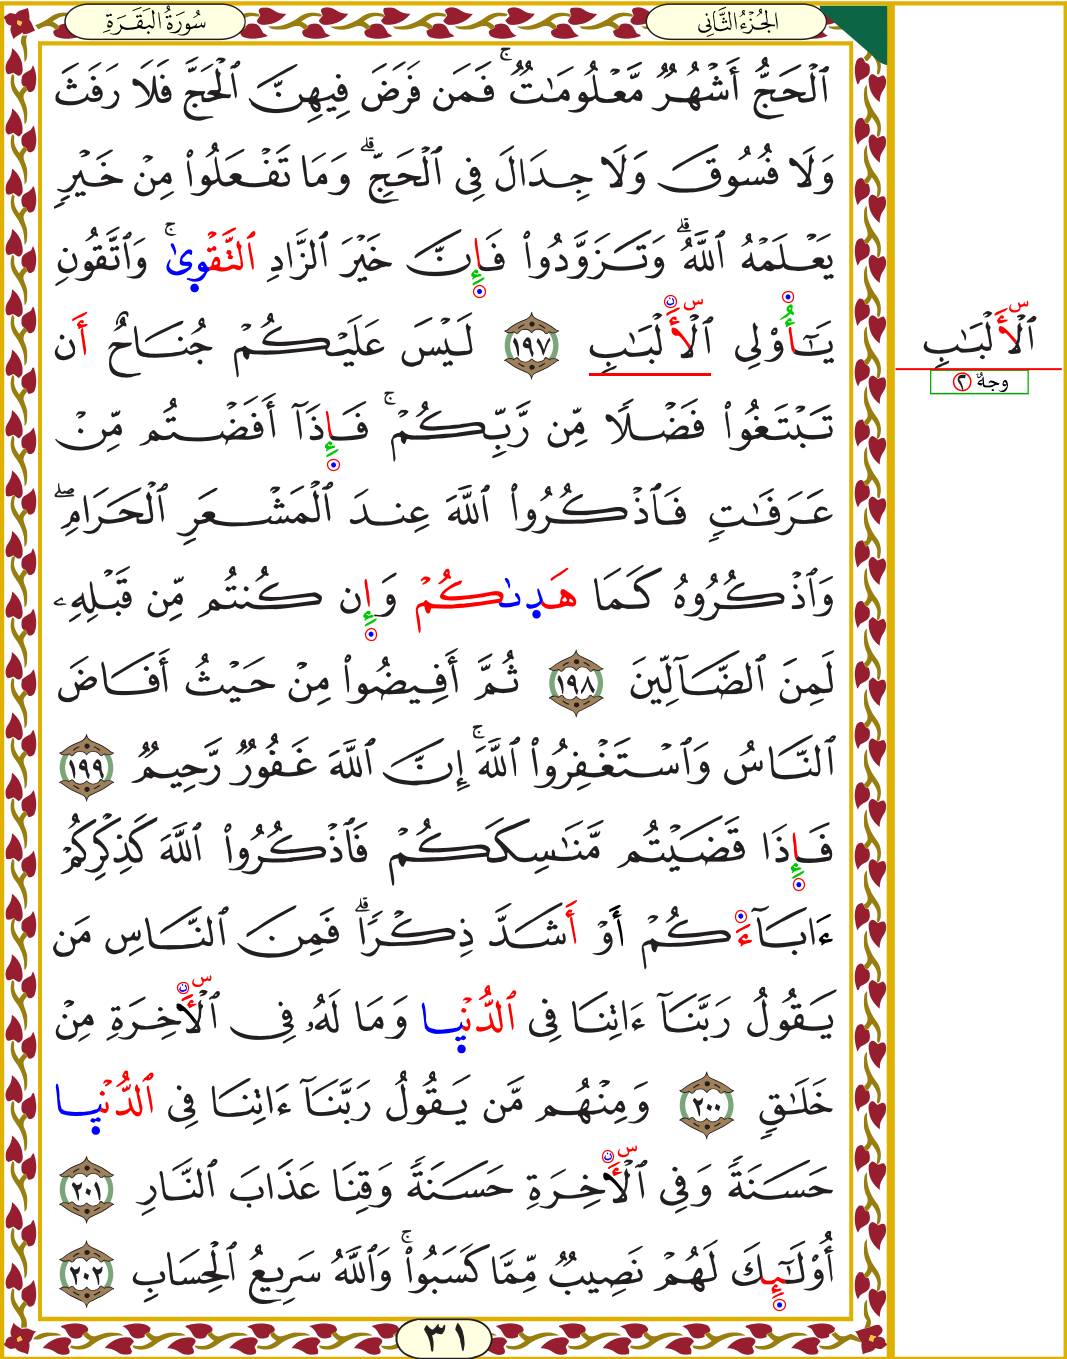 سُورَةُ البَقَرَةِ
الجُزْءُ الثَّانِى
ٱلْحَجُّ أَشْهُرٌ مَّعْلُومَـٰتٌ ۚ فَمَن فَرَضَ فِيهِنَّ ٱلْحَجَّ فَلَا رَفَثَ
وَلَا فُسُوقَ وَلَا جِدَالَ فِى ٱلْحَجِّ ۗ وَمَا تَفْعَلُوا۟ مِنْ خَيْرٍ
يَعْلَمْهُ ٱللَّهُ ۗ وَتَزَوَّدُوا۟ فَإِنَّ خَيْرَ ٱلزَّادِ ٱلتَّقْوىٰ ۚ وَٱتَّقُونِ
يَـٰٓأُو۟لِى ٱلْأَلْبَـٰبِ ١٩٧ لَيْسَ عَلَيْكُمْ جُنَاحٌ أَن
تَبْتَغُوا۟ فَضْلًا مِّن رَّبِّكُمْ ۚ فَإِذَآ أَفَضْتُم مِّنْ
عَرَفَـٰتٍ فَٱذْكُرُوا۟ ٱللَّهَ عِندَ ٱلْمَشْعَرِ ٱلْحَرَامِ ۖ
وَٱذْكُرُوهُ كَمَا هَدىٰكُمْ وَإِن كُنتُم مِّن قَبْلِهِۦ
لَمِنَ ٱلضَّآلِّينَ ١٩٨ ثُمَّ أَفِيضُوا۟ مِنْ حَيْثُ أَفَاضَ
ٱلنَّاسُ وَٱسْتَغْفِرُوا۟ ٱللَّهَ ۚ إِنَّ ٱللَّهَ غَفُورٌ رَّحِيمٌ ١٩٩
فَإِذَا قَضَيْتُم مَّنَـٰسِكَكُمْ فَٱذْكُرُوا۟ ٱللَّهَ كَذِكْرِكُمْ
ءَابَآءَكُمْ أَوْ أَشَدَّ ذِكْرًا ۗ فَمِنَ ٱلنَّاسِ مَن
يَقُولُ رَبَّنَآ ءَاتِنَا فِى ٱلدُّنْيا وَمَا لَهُۥ فِى ٱلْأَخِرَةِ مِنْ
خَلَـٰقٍ ٢٠٠ وَمِنْهُم مَّن يَقُولُ رَبَّنَآ ءَاتِنَا فِى ٱلدُّنْيا
حَسَنَةً وَفِى ٱلْأَخِرَةِ حَسَنَةً وَقِنَا عَذَابَ ٱلنَّارِ ٢٠١
أُو۟لَـٰٓئِكَ لَهُمْ نَصِيبٌ مِّمَّا كَسَبُوا۟ ۚ وَٱللَّهُ سَرِيعُ ٱلْحِسَابِ ٢٠٢
٣١
ٱلْأَلْبَـٰبِ
وجهٌ ٢